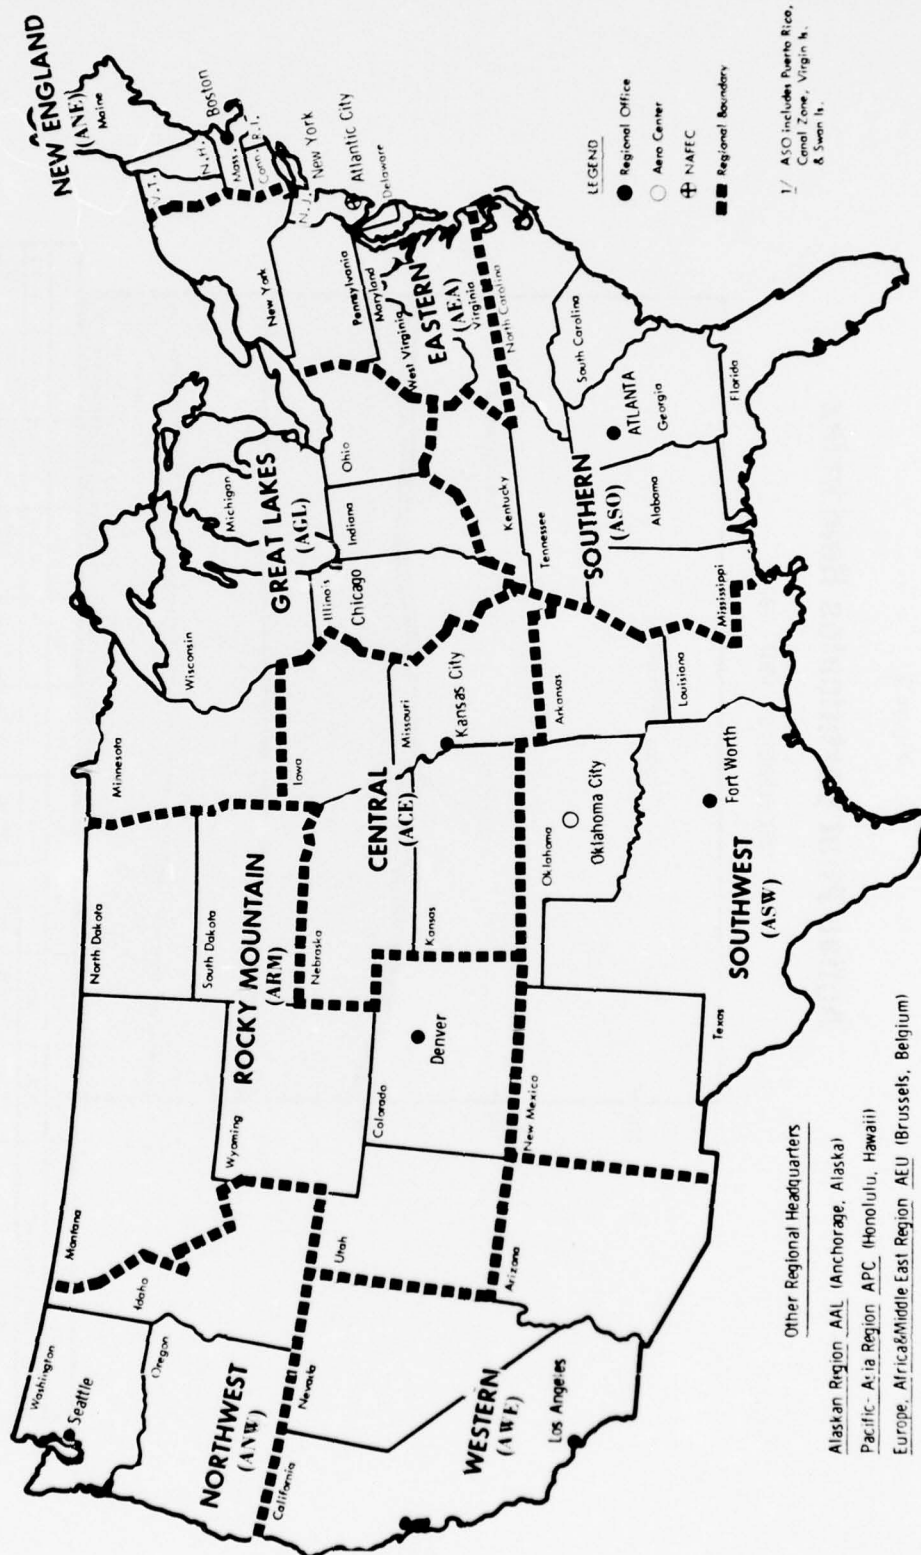 NEW ENGLAND
(ANE)
Maine
V.T.
N.H.
Boston
Mass.
Conn.
R.I.
New York
N.J.
New York
Atlantic City
Delaware
Pennsylvania
Maryland
West Virginia
EASTERN
(AEA)
Virginia
North Carolina
South Carolina
GREAT LAKES
(AGL)
Michigan
Ohio
Indiana
Illinois
Chicago
Wisconsin
Minnesota
Kentucky
Tennessee
SOUTHERN
(ASO)
ATLANTA
Georgia
Alabama
Florida
Mississippi
Iowa
Missouri
Kansas City
CENTRAL
(ACE)
Nebraska
Kansas
Arkansas
Louisiana
Oklahoma
Oklahoma City
Fort Worth
SOUTHWEST
(ASW)
Texas
New Mexico
North Dakota
South Dakota
ROCKY MOUNTAIN
(ARM)
Montana
Wyoming
Colorado
Denver
Utah
Arizona
Idaho
Washington
Seattle
Oregon
NORTHWEST
(ANW)
Nevada
California
WESTERN
(AWE)
Los Angeles
LEGEND
Regional Office
Aero Center
NAFEC
Regional Boundary
1/ ASO includes Puerto Rico,
Canal Zone, Virgin Is.
& Swan Is.
Other Regional Headquarters
Alaskan Region AAL (Anchorage, Alaska)
Pacific-Asia Region APC (Honolulu, Hawaii)
Europe, Africa&Middle East Region AEU (Brussels, Belgium)